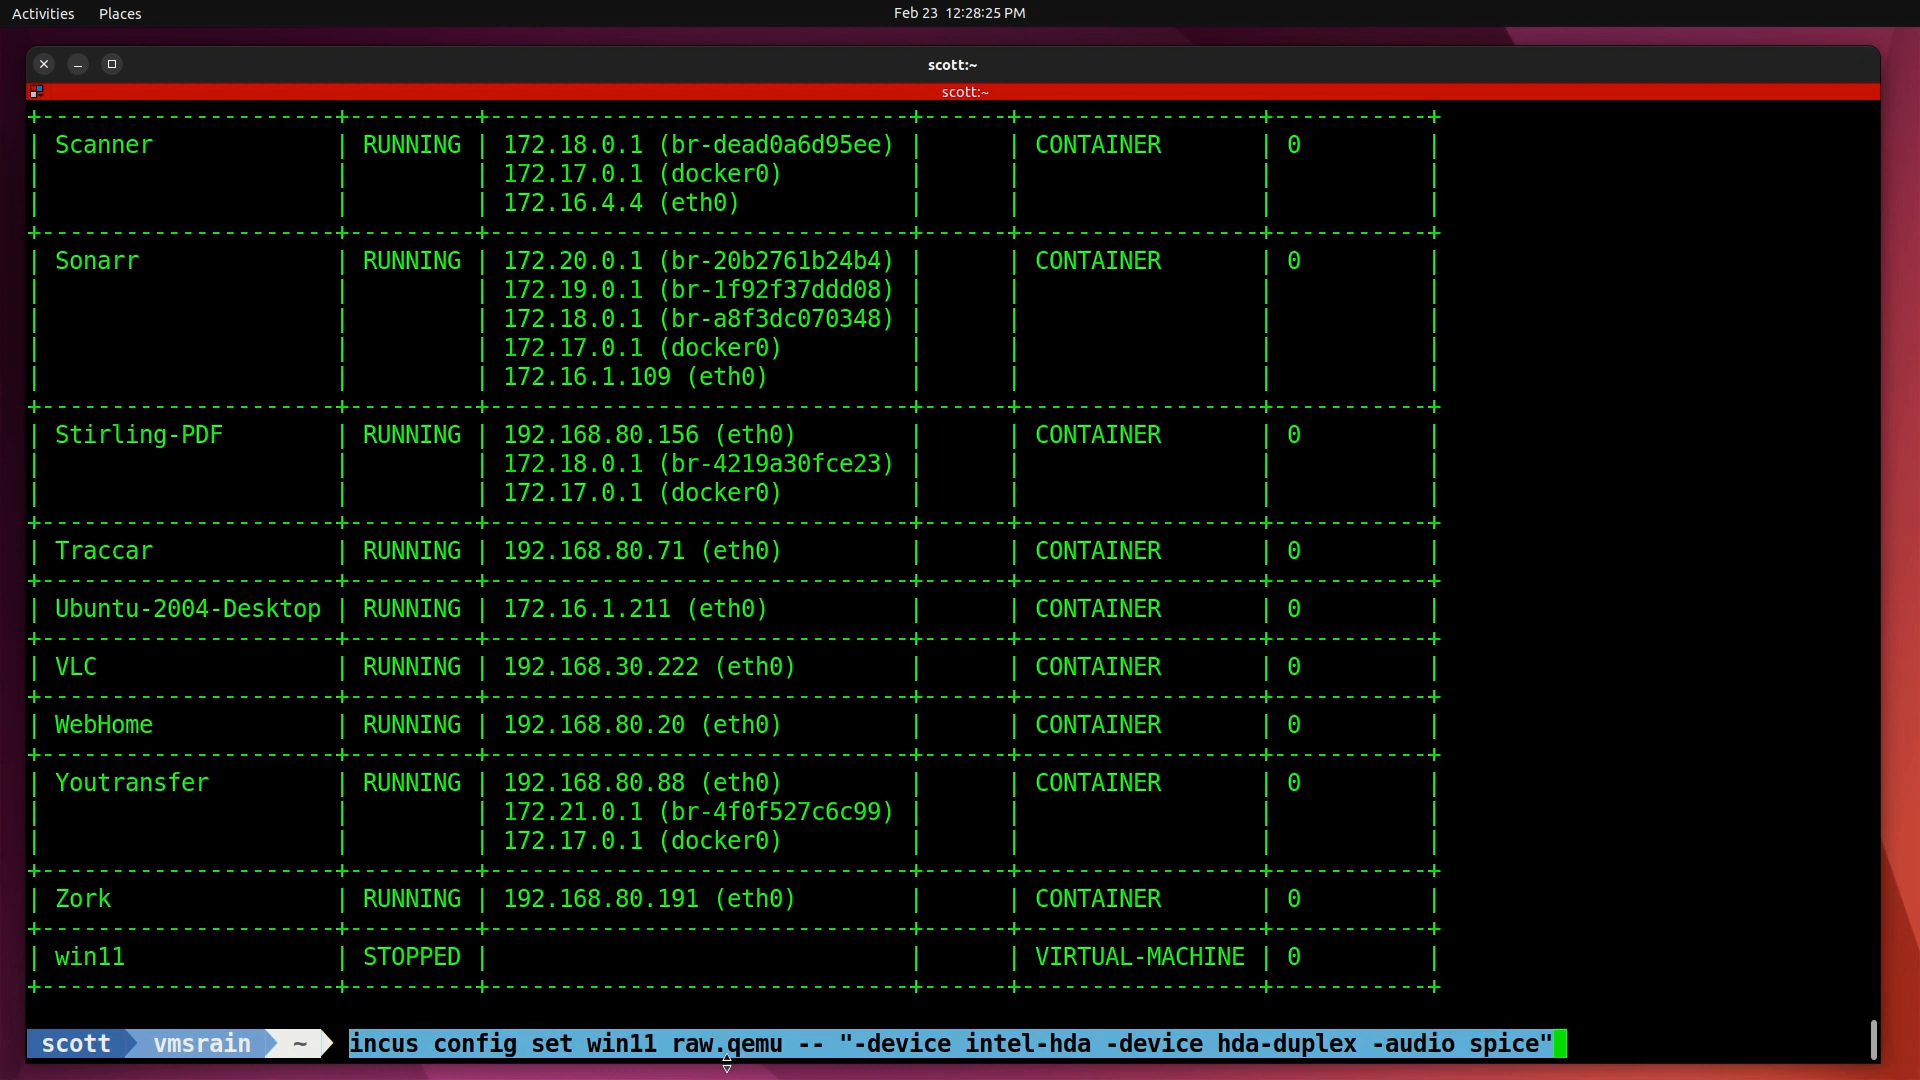 Activities Places Feb 23 12:28:25 PM
scott:~
scott:~
+----------------------+---------+------------------------------+------+-----------------+-----------+
| Scanner | RUNNING | 172.18.0.1 (br-dead0a6d95ee) | | CONTAINER | 0 |
| | | 172.17.0.1 (docker0) | | | |
| | | 172.16.4.4 (eth0) | | | |
+----------------------+---------+------------------------------+------+-----------------+-----------+
| Sonarr | RUNNING | 172.20.0.1 (br-20b2761b24b4) | | CONTAINER | 0 |
| | | 172.19.0.1 (br-1f92f37ddd08) | | | |
| | | 172.18.0.1 (br-a8f3dc070348) | | | |
| | | 172.17.0.1 (docker0) | | | |
| | | 172.16.1.109 (eth0) | | | |
+----------------------+---------+------------------------------+------+-----------------+-----------+
| Stirling-PDF | RUNNING | 192.168.80.156 (eth0) | | CONTAINER | 0 |
| | | 172.18.0.1 (br-4219a30fce23) | | | |
| | | 172.17.0.1 (docker0) | | | |
+----------------------+---------+------------------------------+------+-----------------+-----------+
| Traccar | RUNNING | 192.168.80.71 (eth0) | | CONTAINER | 0 |
+----------------------+---------+------------------------------+------+-----------------+-----------+
| Ubuntu-2004-Desktop | RUNNING | 172.16.1.211 (eth0) | | CONTAINER | 0 |
+----------------------+---------+------------------------------+------+-----------------+-----------+
| VLC | RUNNING | 192.168.30.222 (eth0) | | CONTAINER | 0 |
+----------------------+---------+------------------------------+------+-----------------+-----------+
| WebHome | RUNNING | 192.168.80.20 (eth0) | | CONTAINER | 0 |
+----------------------+---------+------------------------------+------+-----------------+-----------+
| Youtransfer | RUNNING | 192.168.80.88 (eth0) | | CONTAINER | 0 |
| | | 172.21.0.1 (br-4f0f527c6c99) | | | |
| | | 172.17.0.1 (docker0) | | | |
+----------------------+---------+------------------------------+------+-----------------+-----------+
| Zork | RUNNING | 192.168.80.191 (eth0) | | CONTAINER | 0 |
+----------------------+---------+------------------------------+------+-----------------+-----------+
| win11 | STOPPED | | | VIRTUAL-MACHINE | 0 |
+----------------------+---------+------------------------------+------+-----------------+-----------+
scott vmsrain ~ incus config set win11 raw.qemu -- "-device intel-hda -device hda-duplex -audio spice"